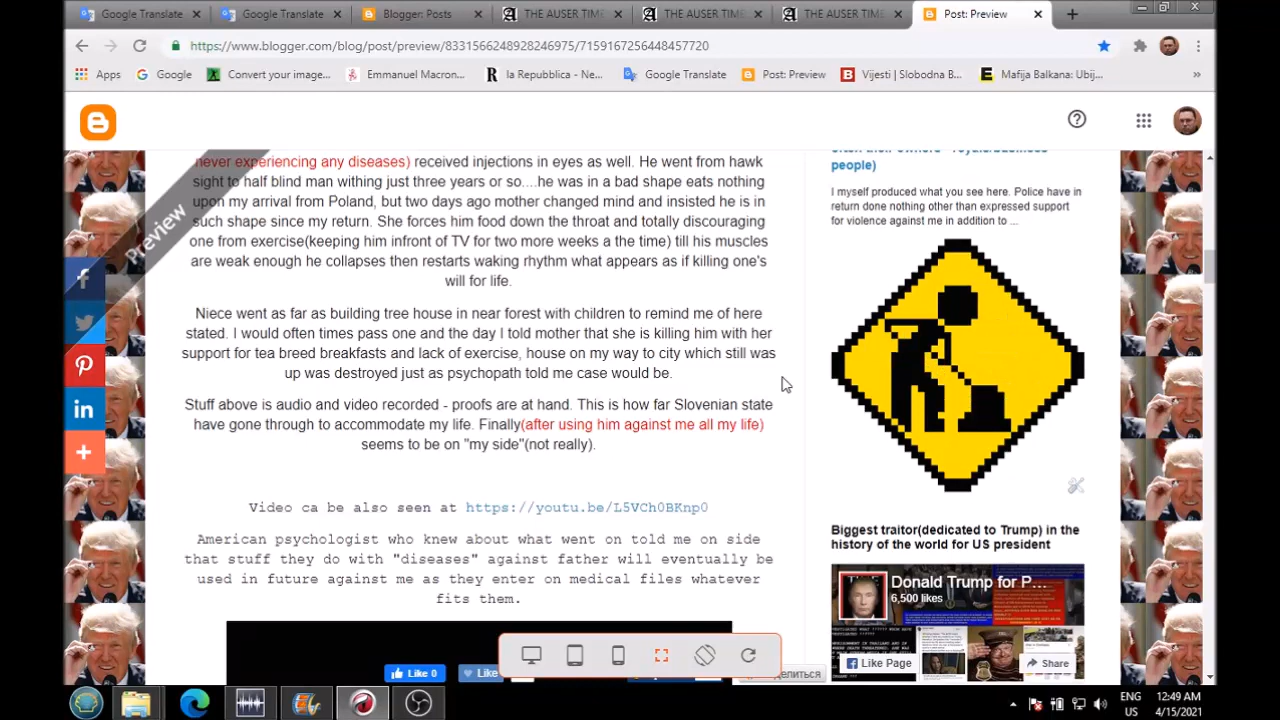 Google Translate
Google Translate
Blogger: Posts
THE AUSER TIM
THE AUSER TIME
THE AUSER TIM
Post: Preview
https://www.blogger.com/blog/post/preview/8331566248928246975/7159167256448457720
Apps
Google
Convert your image...
Emmanuel Macron...
la Repubblica - Ne...
Google Translate
Post: Preview
Vijesti | Slobodna B...
Mafija Balkana: Ubij...
»
Preview
never experiencing my diseases) received injections in eyes as well. He went from hawk
sight to half blind man withing just three years or so....he was in a bad shape eats nothing
upon my arrival from Poland, but two days ago mother changed mind and insisted he is in
such shape since my return. She forces him food down the throat and totally discouraging
one from exercise(keeping him infront of TV for two more weeks a the time) till his muscles
are weak enough he collapses then restarts waking rhythm what appears as if killing one's
will for life.
Niece went as far as building tree house in near forest with children to remind me of here
stated. I would often times pass one and the day I told mother that she is killing him with her
support for tea breed breakfasts and lack of exercise, house on my way to city which still was
up was destroyed just as psychopath told me case would be.
Stuff above is audio and video recorded - proofs are at hand. This is how far Slovenian state
have gone through to accommodate my life. Finally(after using him against me all my life)
seems to be on "my side"(not really).
Video ca be also seen at https://youtu.be/L5VCh0BKnp0
American psychologist who knew about what went on told me on side
that stuff they do with "diseases" against father will eventually be
used in future against me as they enter on medical files whatever
fits them.
Like 0
Like
people)
I myself produced what you see here. Police have in
return done nothing other than expressed support
for violence against me in addition to ...
Biggest traitor(dedicated to Trump) in the
history of the world for US president
Donald Trump for P...
6,500 likes
Like Page
Share
ENG
US
12:49 AM
4/15/2021